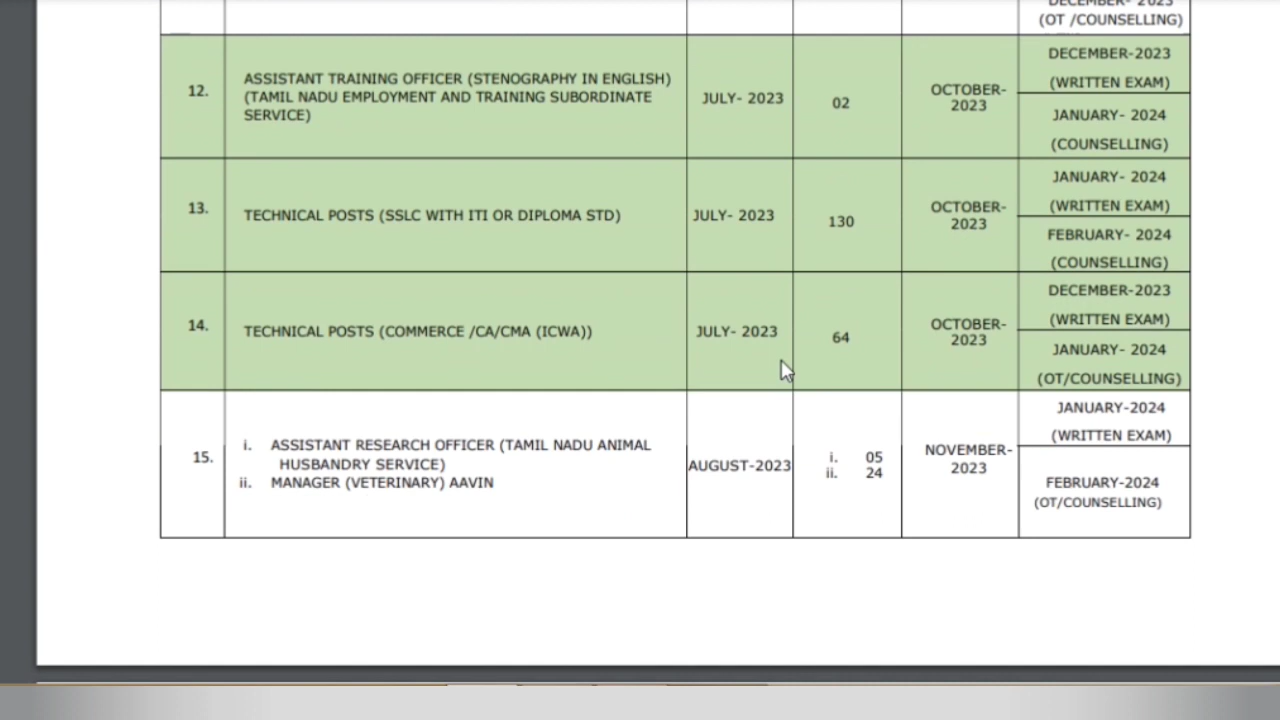 DECEMBER- 2023
(OT /COUNSELLING)
12.
ASSISTANT TRAINING OFFICER (STENOGRAPHY IN ENGLISH)
(TAMIL NADU EMPLOYMENT AND TRAINING SUBORDINATE
SERVICE)
JULY- 2023
02
OCTOBER-
2023
DECEMBER-2023
(WRITTEN EXAM)
JANUARY- 2024
(COUNSELLING)
13.
TECHNICAL POSTS (SSLC WITH ITI OR DIPLOMA STD)
JULY- 2023
130
OCTOBER-
2023
JANUARY- 2024
(WRITTEN EXAM)
FEBRUARY- 2024
(COUNSELLING)
14.
TECHNICAL POSTS (COMMERCE /CA/CMA (ICWA))
JULY- 2023
64
OCTOBER-
2023
DECEMBER-2023
(WRITTEN EXAM)
JANUARY- 2024
(OT/COUNSELLING)
15.
i. ASSISTANT RESEARCH OFFICER (TAMIL NADU ANIMAL
HUSBANDRY SERVICE)
ii. MANAGER (VETERINARY) AAVIN
AUGUST-2023
i. 05
ii. 24
NOVEMBER-
2023
JANUARY-2024
(WRITTEN EXAM)
FEBRUARY-2024
(OT/COUNSELLING)